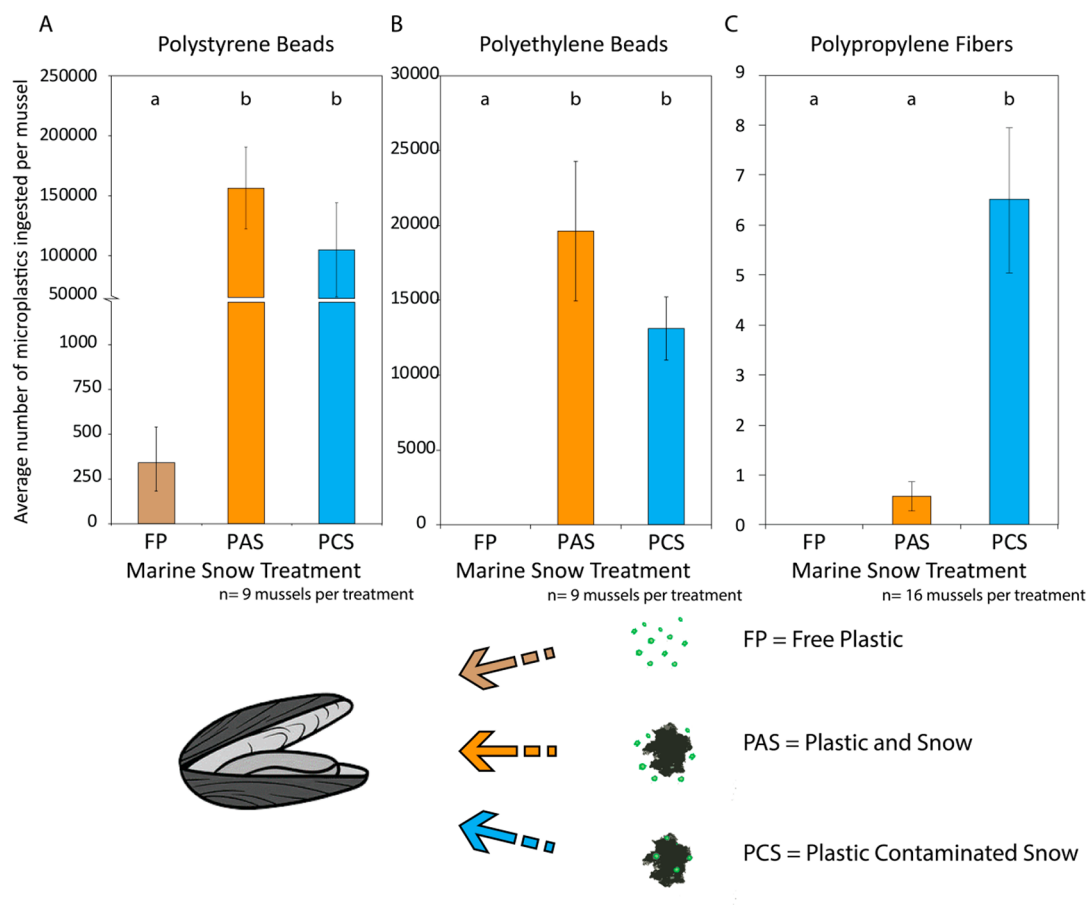 A
Polystyrene Beads
Average number of microplastics ingested per mussel
250000
200000
150000
100000
50000
1000
750
500
250
0
a
b
b
FP
PAS
PCS
Marine Snow Treatment
n= 9 mussels per treatment
B
Polyethylene Beads
30000
25000
20000
15000
10000
5000
0
a
b
b
FP
PAS
PCS
Marine Snow Treatment
n= 9 mussels per treatment
C
Polypropylene Fibers
9
8
7
6
5
4
3
2
1
0
a
a
b
FP
PAS
PCS
Marine Snow Treatment
n= 16 mussels per treatment
FP = Free Plastic
PAS = Plastic and Snow
PCS = Plastic Contaminated Snow